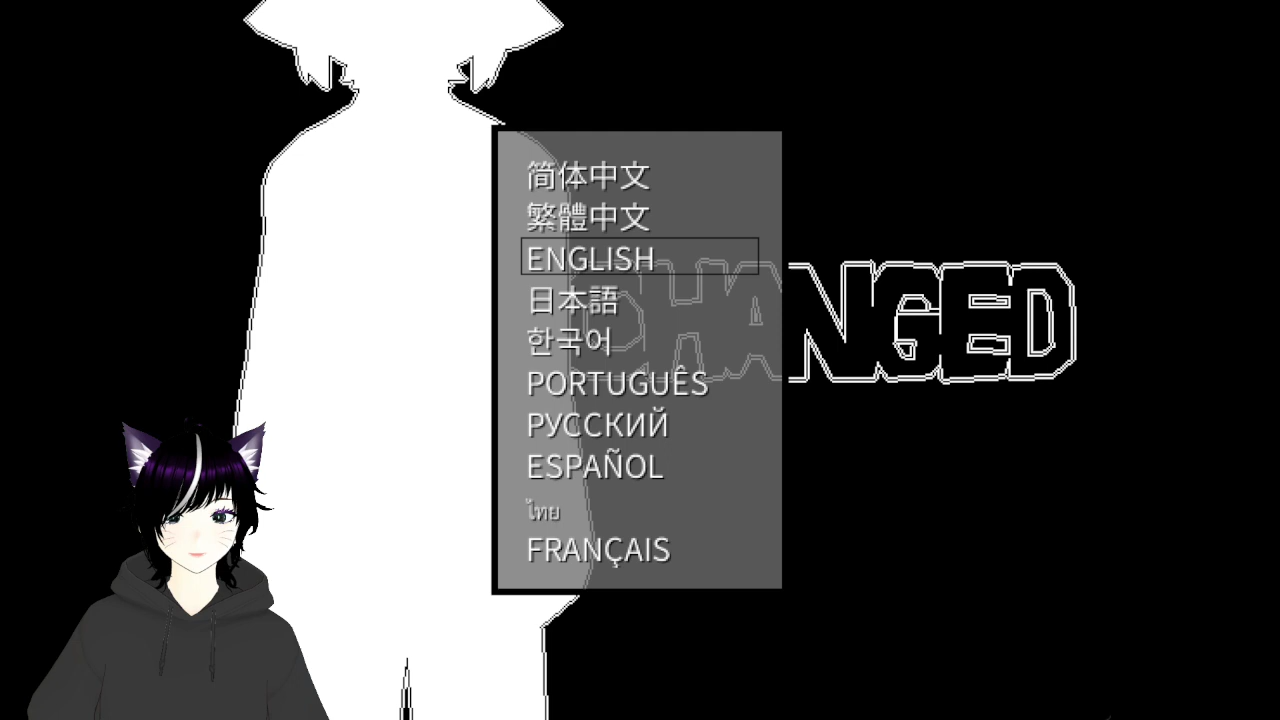 简体中文
繁體中文
ENGLISH
日本語
한국어
PORTUGUÊS
РУССКИЙ
ESPAÑOL
ไทย
FRANÇAIS
CHANGED